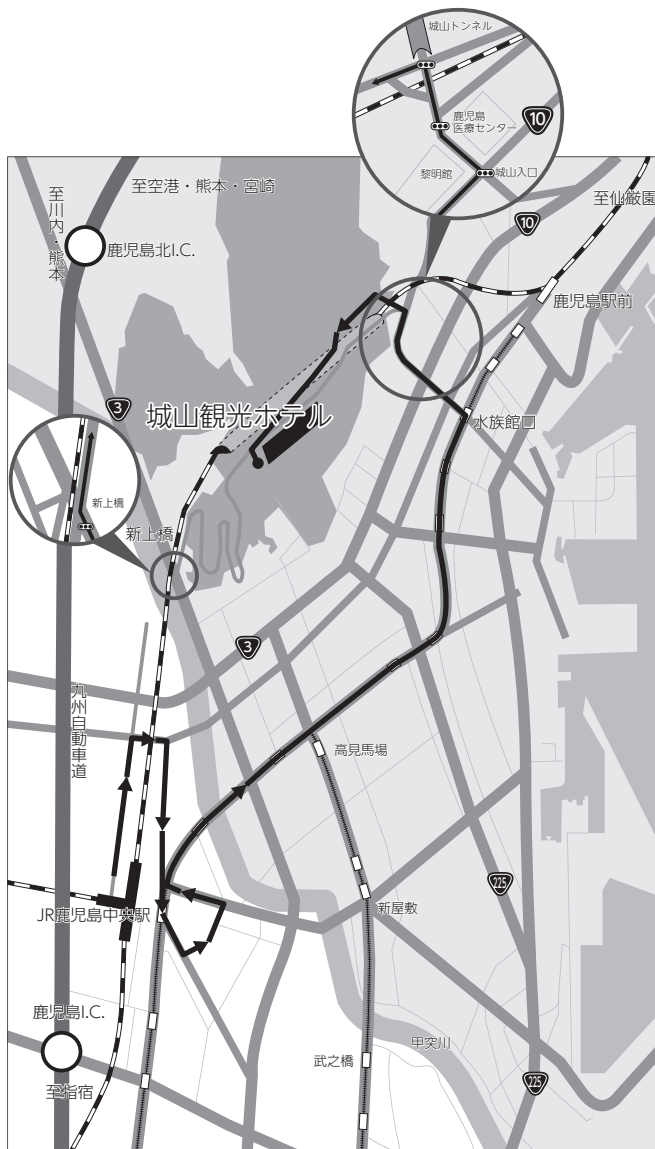 城山トンネル
鹿児島
医療センター
10
黎明館
城山入口
至空港・熊本・宮崎
至川内・熊本
鹿児島北I.C.
10
至仙厳園
鹿児島駅前
3
城山観光ホテル
水族館口
新上橋
新上橋
3
九州自動車道
高見馬場
225
新屋敷
JR鹿児島中央駅
鹿児島I.C.
甲突川
武之橋
225
至指宿